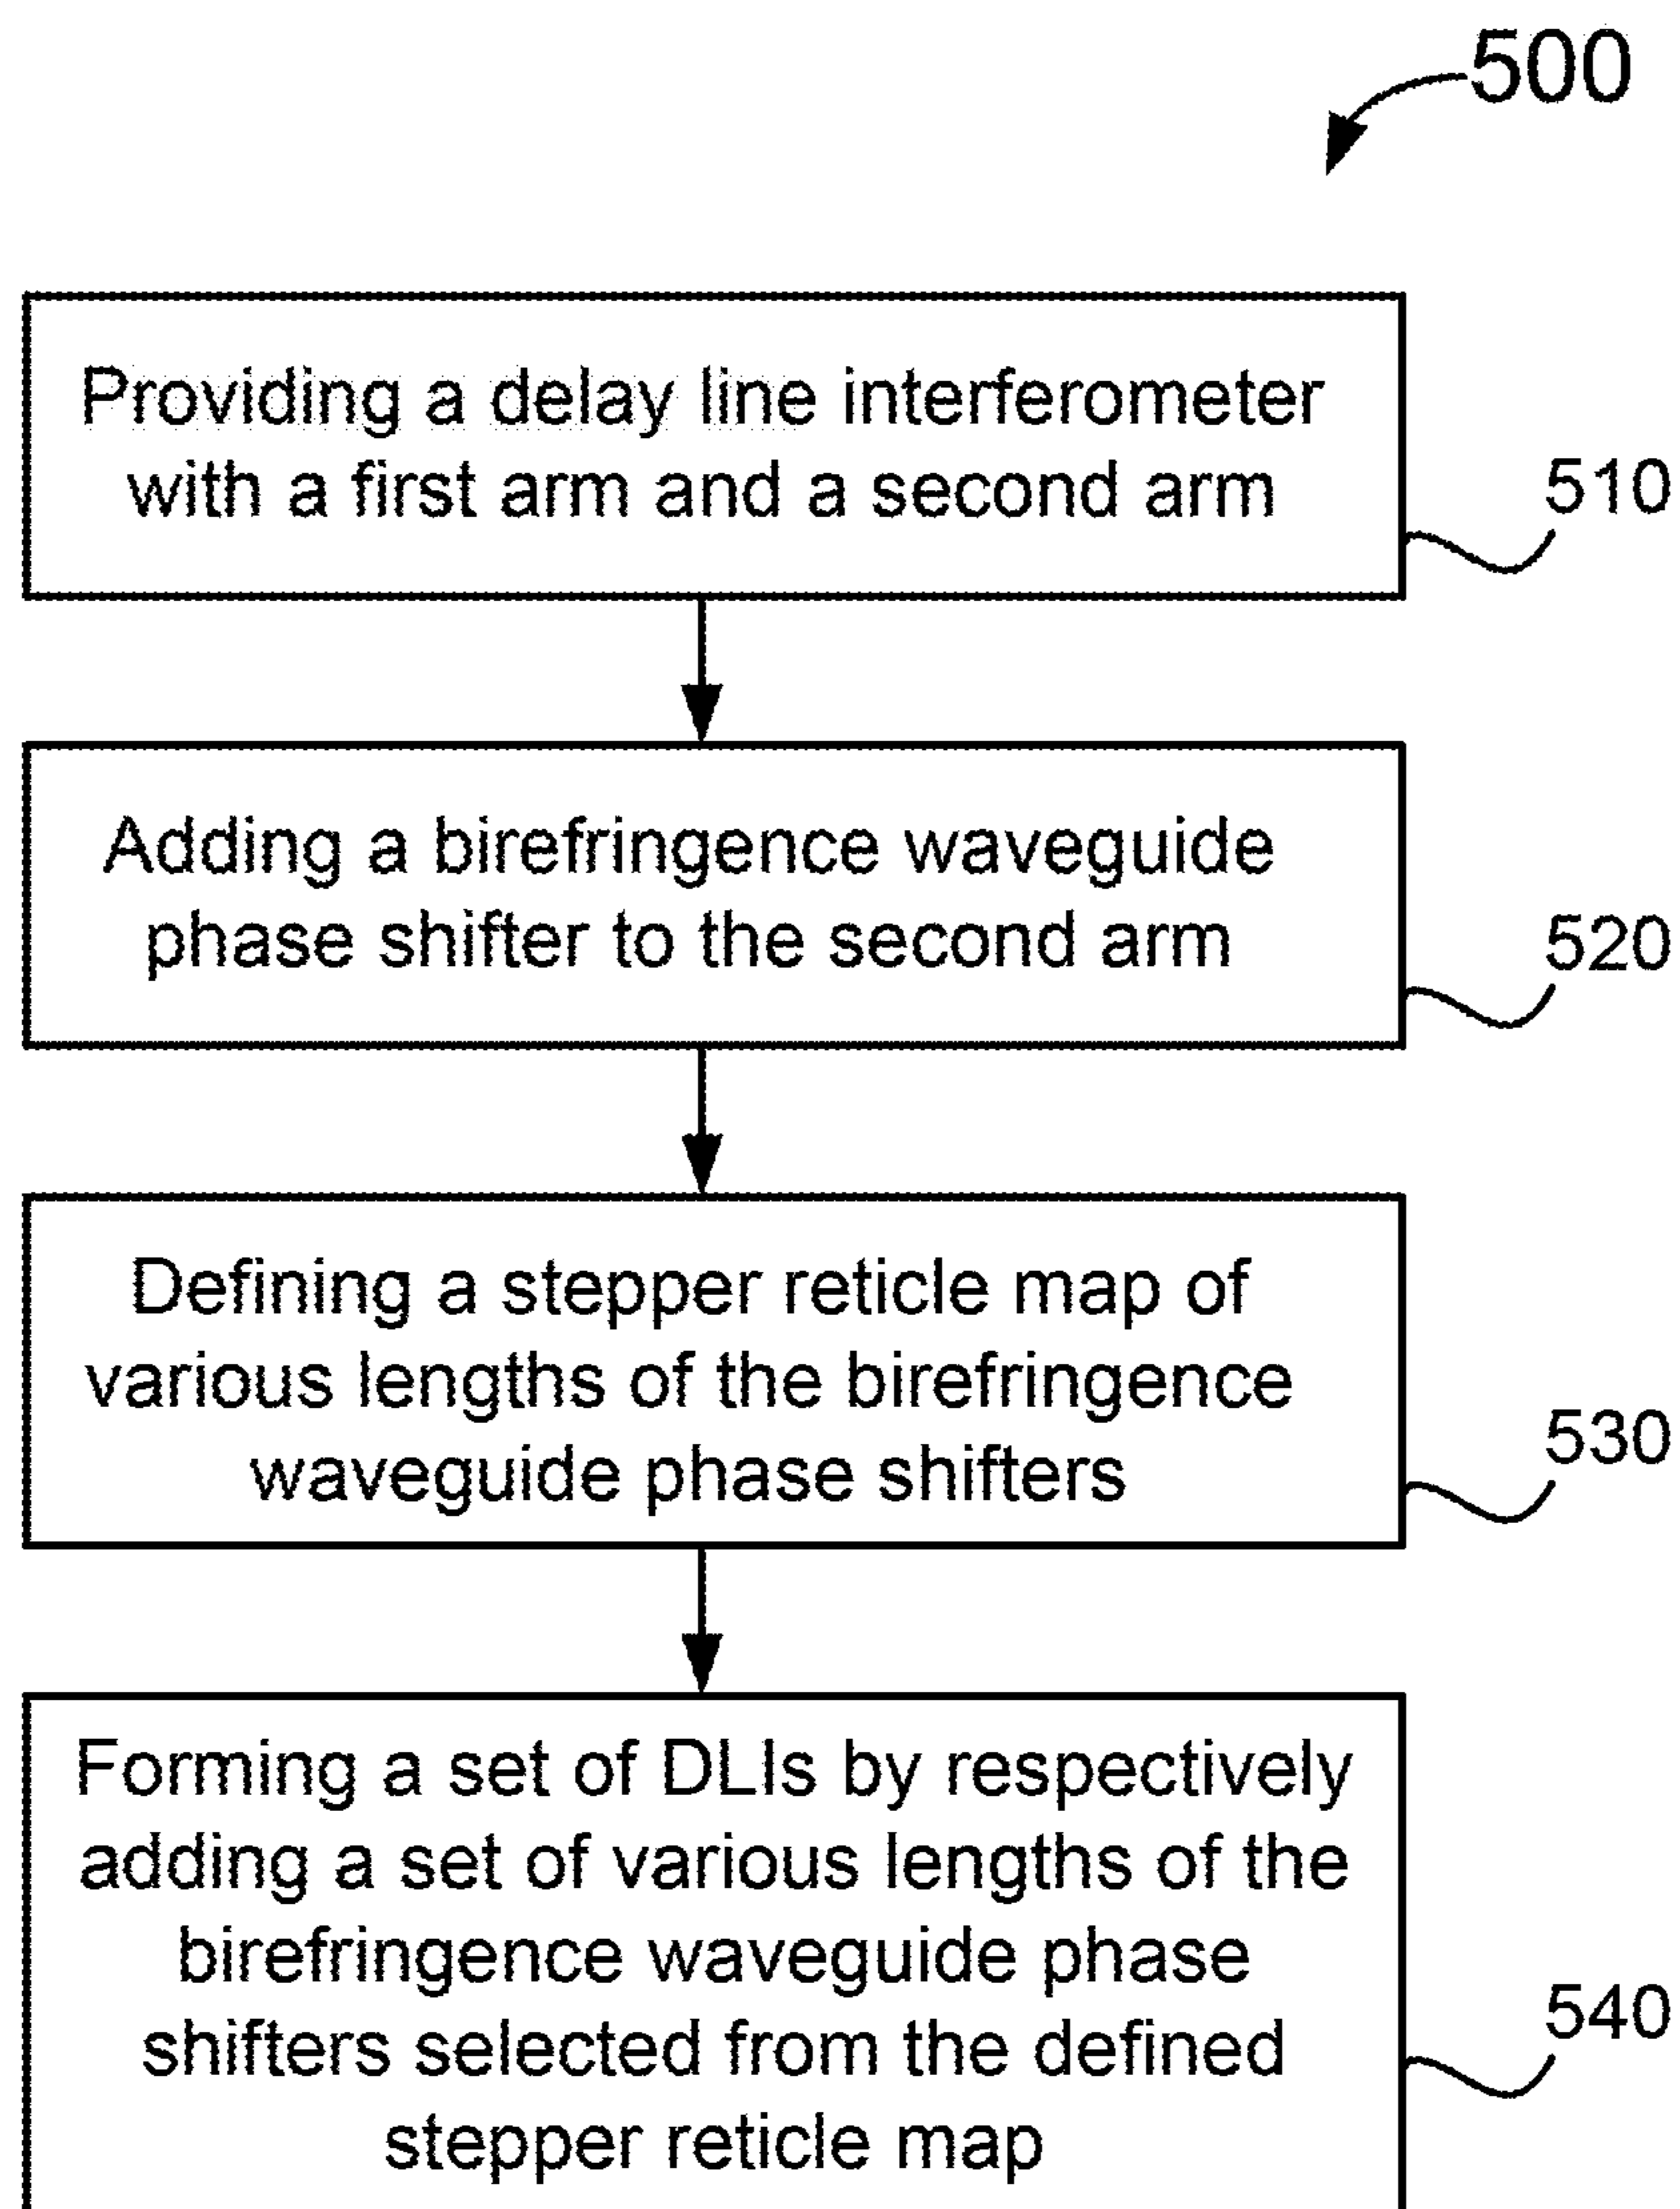 500
Providing a delay line interferometer
with a first arm and a second arm
510
Adding a birefringence waveguide
phase shifter to the second arm
520
Defining a stepper reticle map of
various lengths of the birefringence
waveguide phase shifters
530
Forming a set of DLIs by respectively
adding a set of various lengths of the
birefringence waveguide phase
shifters selected from the defined
stepper reticle map
540